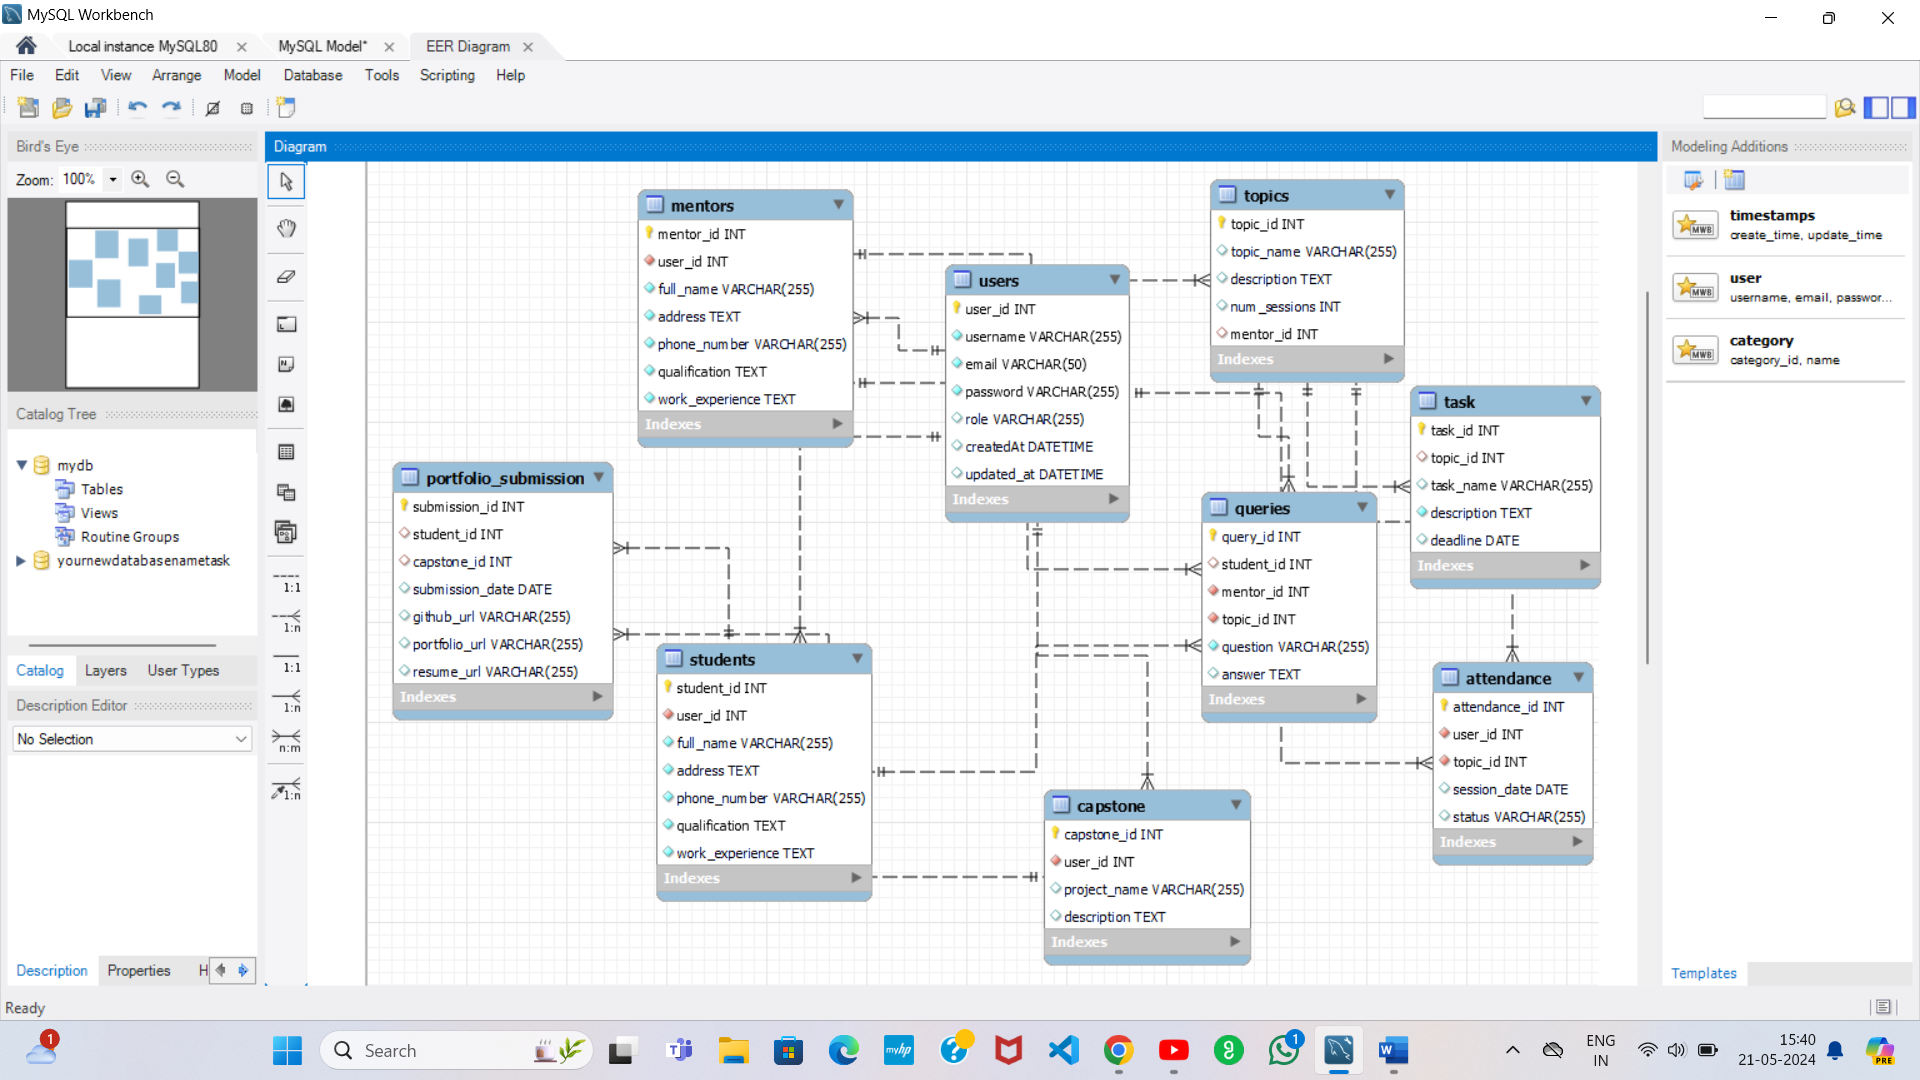 MySQL Workbench
Local instance MySQL80
MySQL Model*
EER Diagram
File Edit View Arrange Model Database Tools Scripting Help
Bird's Eye
Zoom: 100%
Catalog Tree
mydb
Tables
Views
Routine Groups
yournewdatabasenametask
Catalog Layers User Types
Description Editor
No Selection
Description Properties H
Ready
Diagram
1:1
1:n
1:1
1:n
n:m
1:n
mentors
mentor_id INT
user_id INT
full_name VARCHAR(255)
address TEXT
phone_number VARCHAR(255)
qualification TEXT
work_experience TEXT
Indexes
users
user_id INT
username VARCHAR(255)
email VARCHAR(50)
password VARCHAR(255)
role VARCHAR(255)
createdAt DATETIME
updated_at DATETIME
Indexes
topics
topic_id INT
topic_name VARCHAR(255)
description TEXT
num_sessions INT
mentor_id INT
Indexes
task
task_id INT
topic_id INT
task_name VARCHAR(255)
description TEXT
deadline DATE
Indexes
portfolio_submission
submission_id INT
student_id INT
capstone_id INT
submission_date DATE
github_url VARCHAR(255)
portfolio_url VARCHAR(255)
resume_url VARCHAR(255)
Indexes
queries
query_id INT
student_id INT
mentor_id INT
topic_id INT
question VARCHAR(255)
answer TEXT
Indexes
students
student_id INT
user_id INT
full_name VARCHAR(255)
address TEXT
phone_number VARCHAR(255)
qualification TEXT
work_experience TEXT
Indexes
attendance
attendance_id INT
user_id INT
topic_id INT
session_date DATE
status VARCHAR(255)
Indexes
capstone
capstone_id INT
user_id INT
project_name VARCHAR(255)
description TEXT
Indexes
Modeling Additions
MWB
timestamps
create_time, update_time
MWB
user
username, email, passwor...
MWB
category
category_id, name
Templates
1
Search
myhp
1
ENG
IN
15:40
21-05-2024
PRE